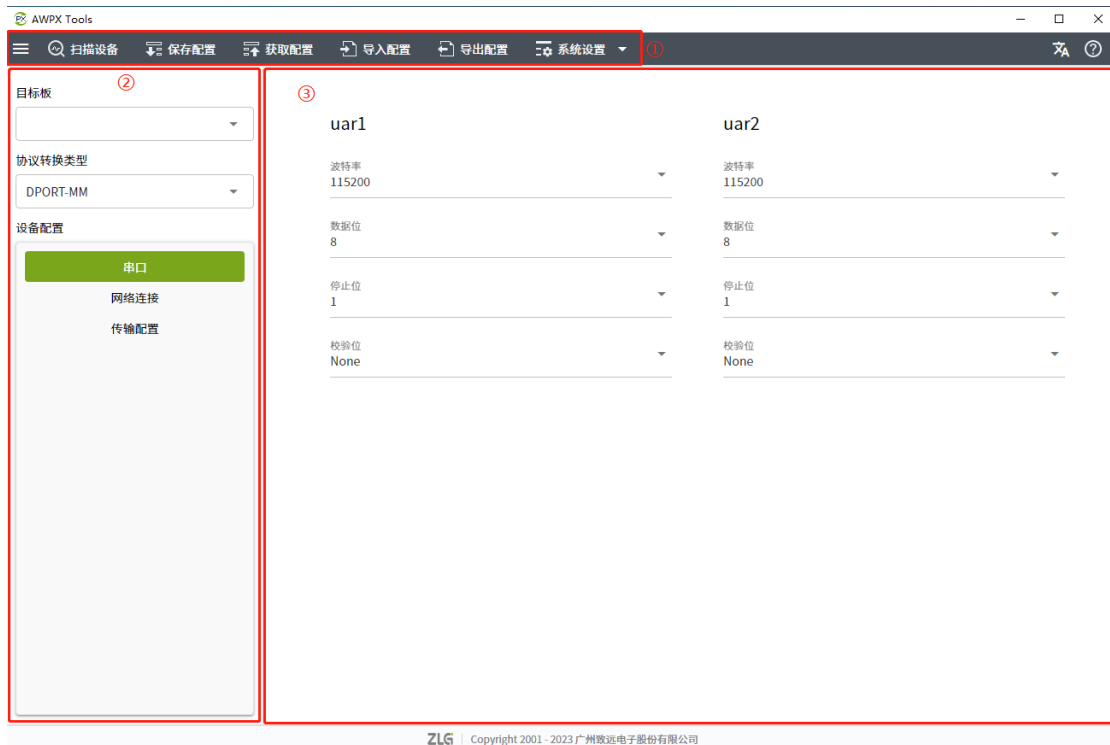 AWPX Tools
扫描设备 保存配置 获取配置 导入配置 导出配置 系统设置 ①
②
目标板
协议转换类型
DPORT-MM
设备配置
串口
网络连接
传输配置
③
uar1
波特率
115200
数据位
8
停止位
1
校验位
None
uar2
波特率
115200
数据位
8
停止位
1
校验位
None
ZLG | Copyright 2001 - 2023 广州致远电子股份有限公司